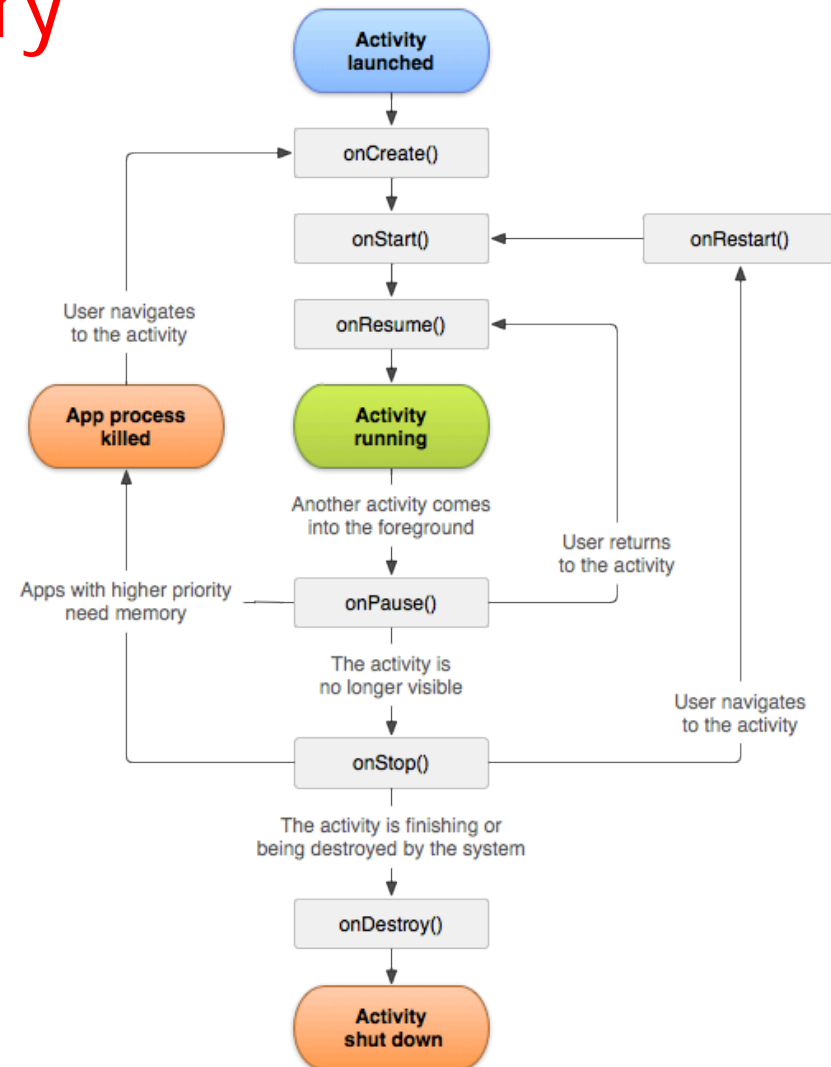 ry
Activity
launched
onCreate()
onStart()
onRestart()
User navigates
to the activity
onResume()
App process
killed
Activity
running
Another activity comes
into the foreground
User returns
to the activity
Apps with higher priority
need memory
onPause()
The activity is
no longer visible
User navigates
to the activity
onStop()
The activity is finishing or
being destroyed by the system
onDestroy()
Activity
shut down